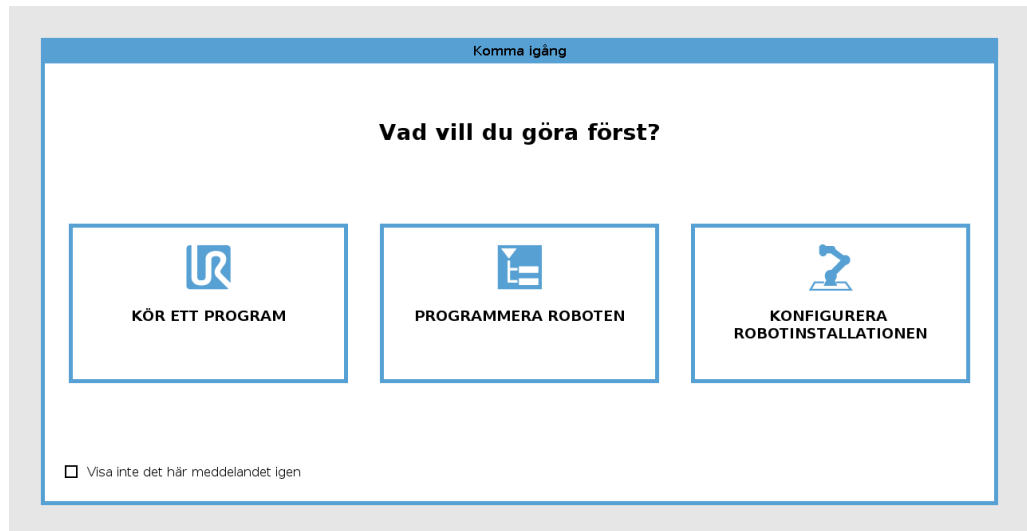 Komma igång
Vad vill du göra först?
UR
KÖR ETT PROGRAM
PROGRAMMERA ROBOTEN
KONFIGURERA
ROBOTINSTALLATIONEN
Visa inte det här meddelandet igen